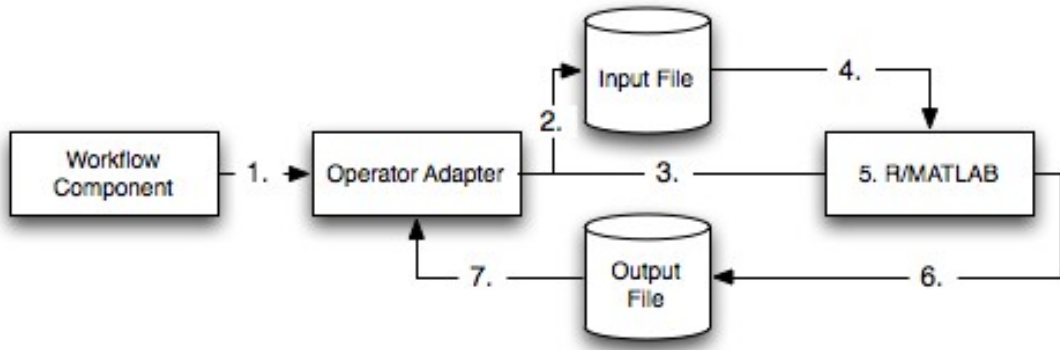 Input File
4.
2.
Workflow
Component
1.
Operator Adapter
3.
5. R/MATLAB
Output
File
7.
6.